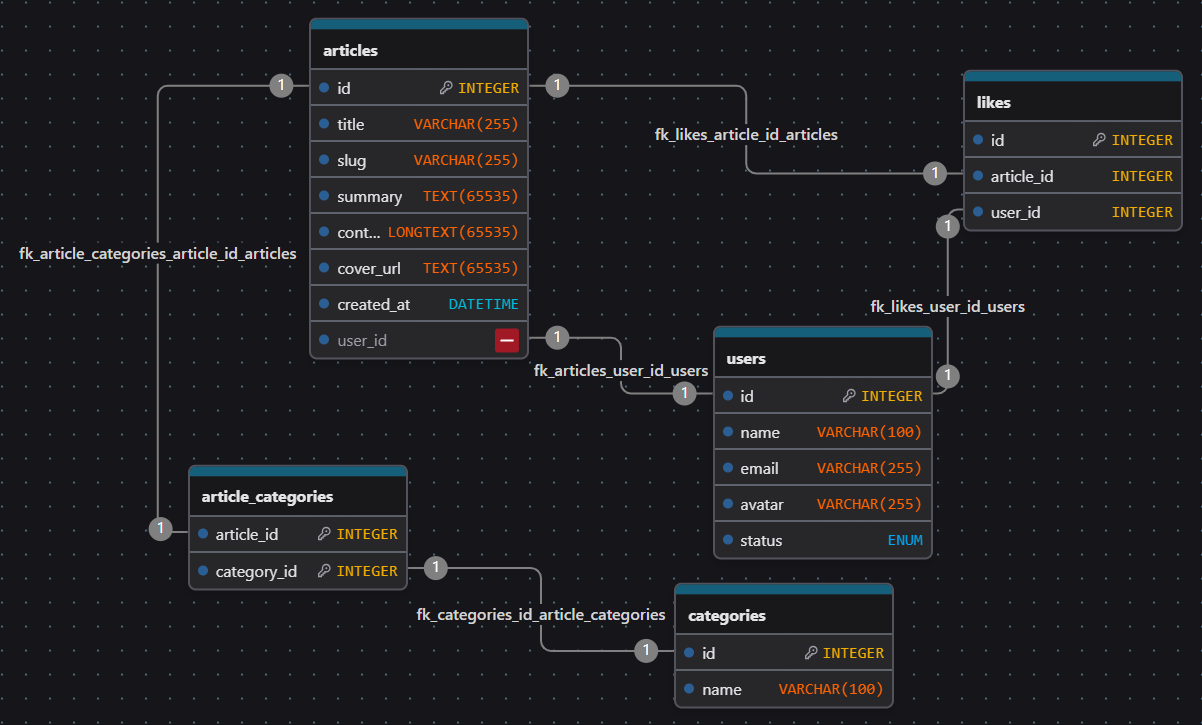 articles
id INTEGER
title VARCHAR(255)
slug VARCHAR(255)
summary TEXT(65535)
cont... LONGTEXT(65535)
cover_url TEXT(65535)
created_at DATETIME
user_id
1
1
fk_likes_article_id_articles
1
likes
id INTEGER
article_id INTEGER
user_id INTEGER
1
fk_article_categories_article_id_articles
fk_likes_user_id_users
1
1
fk_articles_user_id_users
1
users
id INTEGER
name VARCHAR(100)
email VARCHAR(255)
avatar VARCHAR(255)
status ENUM
article_categories
article_id INTEGER
category_id INTEGER
1
1
fk_categories_id_article_categories
1
categories
id INTEGER
name VARCHAR(100)